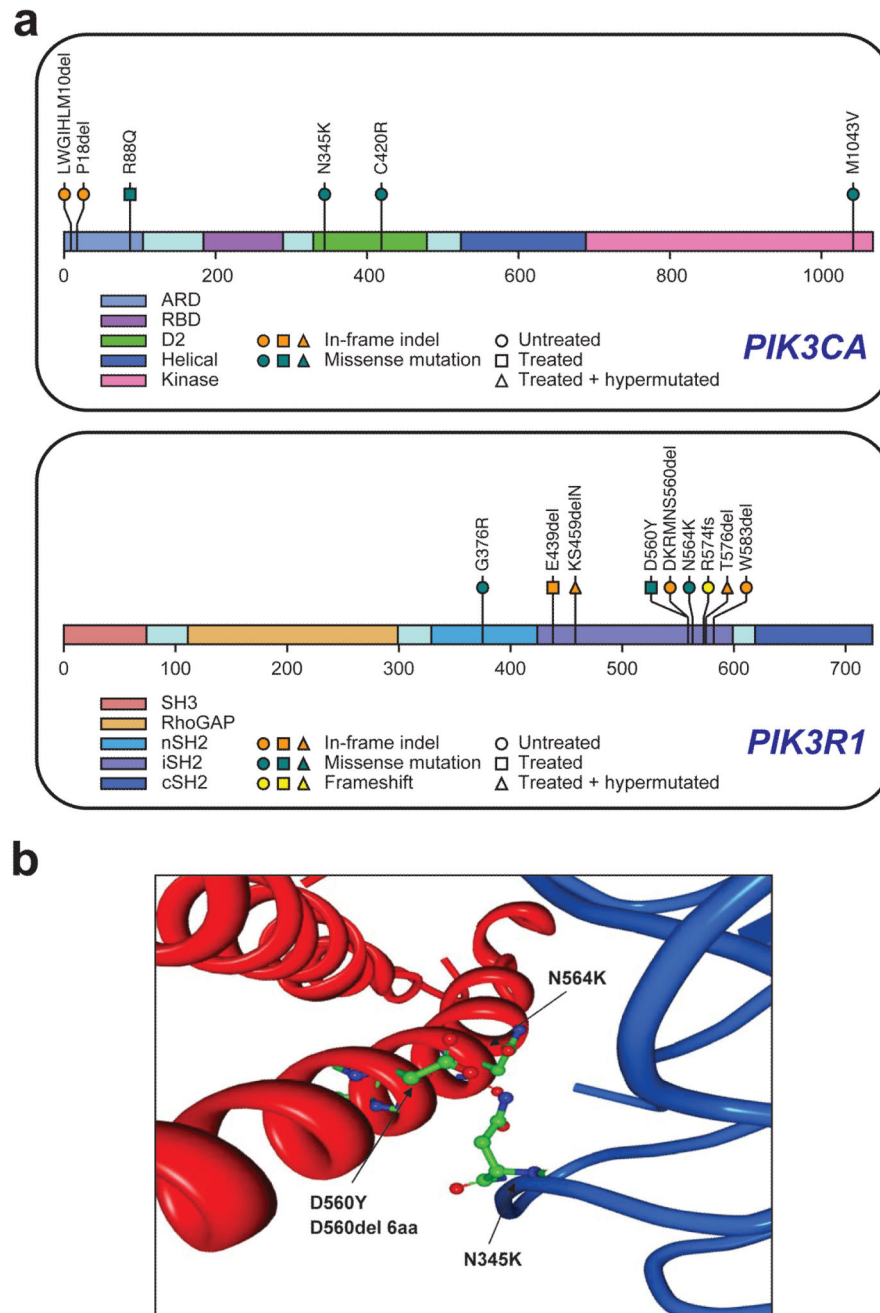 a
LWGIHLM10del
P18del
R88Q
N345K
C420R
M1043V
0 200 400 600 800 1000
ARD
RBD
D2
Helical
Kinase
In-frame indel
Missense mutation
Untreated
Treated
Treated + hypermutated
PIK3CA
G376R
E439del
KS459delN
D560Y
DKRMNS560del
N564K
R574fs
T576del
W583del
0 100 200 300 400 500 600 700
SH3
RhoGAP
nSH2
iSH2
cSH2
In-frame indel
Missense mutation
Frameshift
Untreated
Treated
Treated + hypermutated
PIK3R1
b
N564K
D560Y
D560del 6aa
N345K